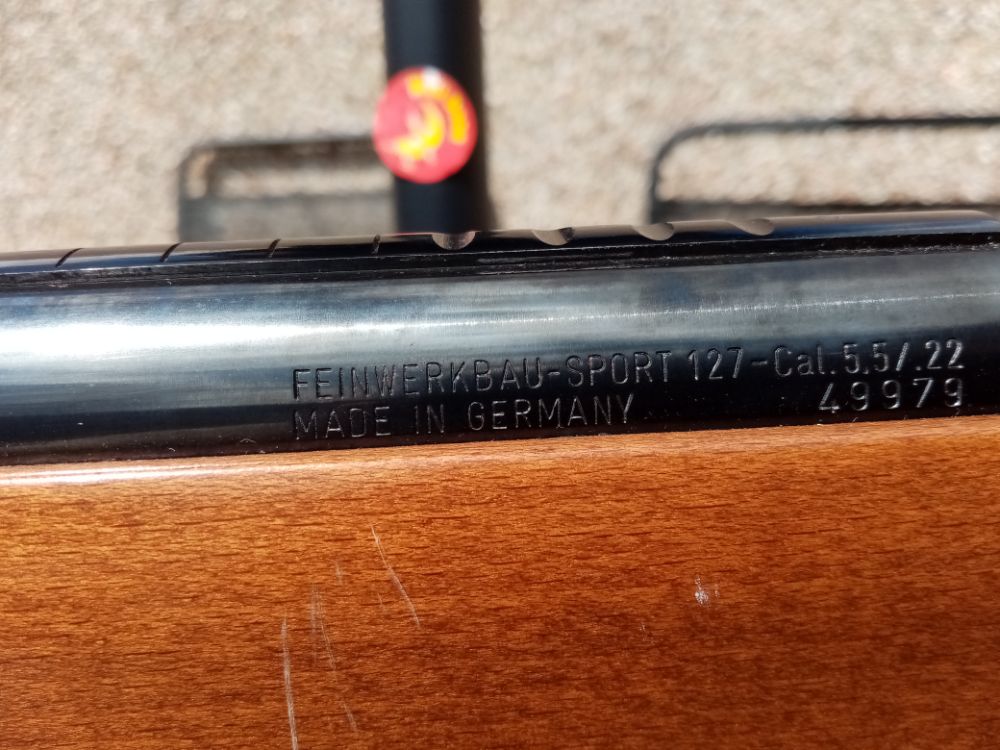 FEINWERKBAU-SPORT 127-Cal.5,5/.22
MADE IN GERMANY 49979